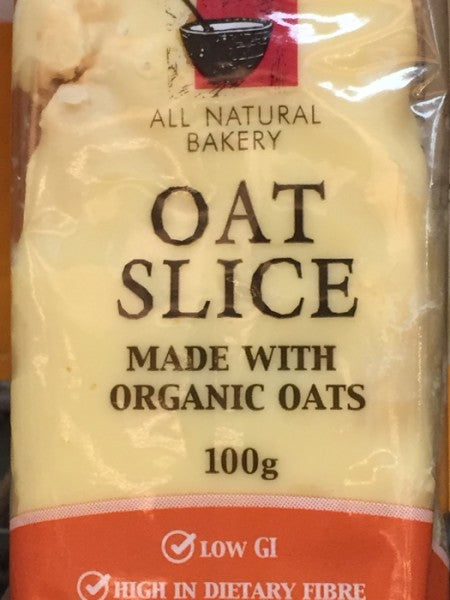 ALL NATURAL
BAKERY
OAT
SLICE
MADE WITH
ORGANIC OATS
100g
LOW GI
HIGH IN DIETARY FIBRE